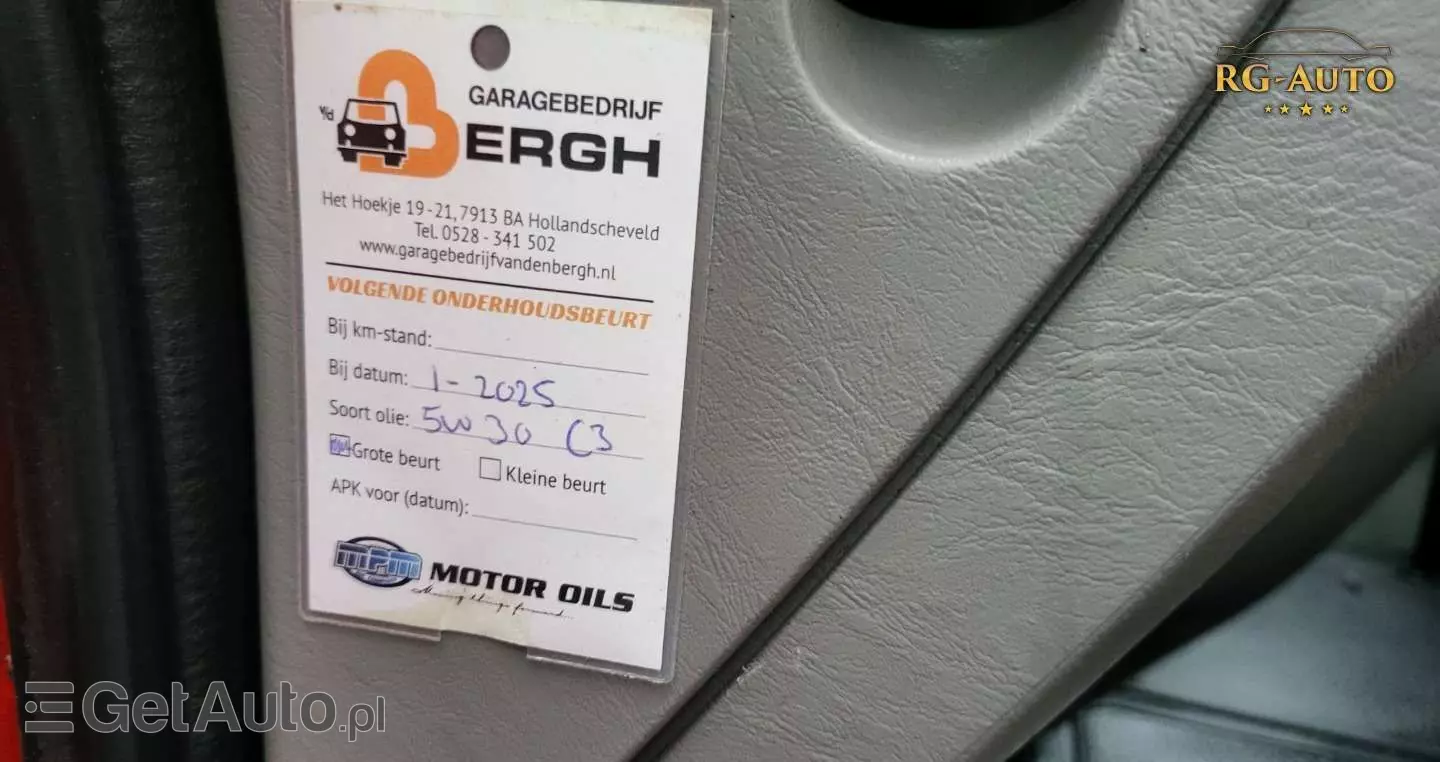 GARAGEBEDRIJF
v/d BERGH
Het Hoekje 19-21, 7913 BA Hollandscheveld
Tel. 0528 - 341 502
www.garagebedrijfvandenbergh.nl
VOLGENDE ONDERHOUDSBEURT
Bij km-stand:
Bij datum: 1-2025
Soort olie: 5W30 C3
Grote beurt Kleine beurt
APK voor (datum):
MPM MOTOR OILS
RG-AUTO
GetAuto.pl